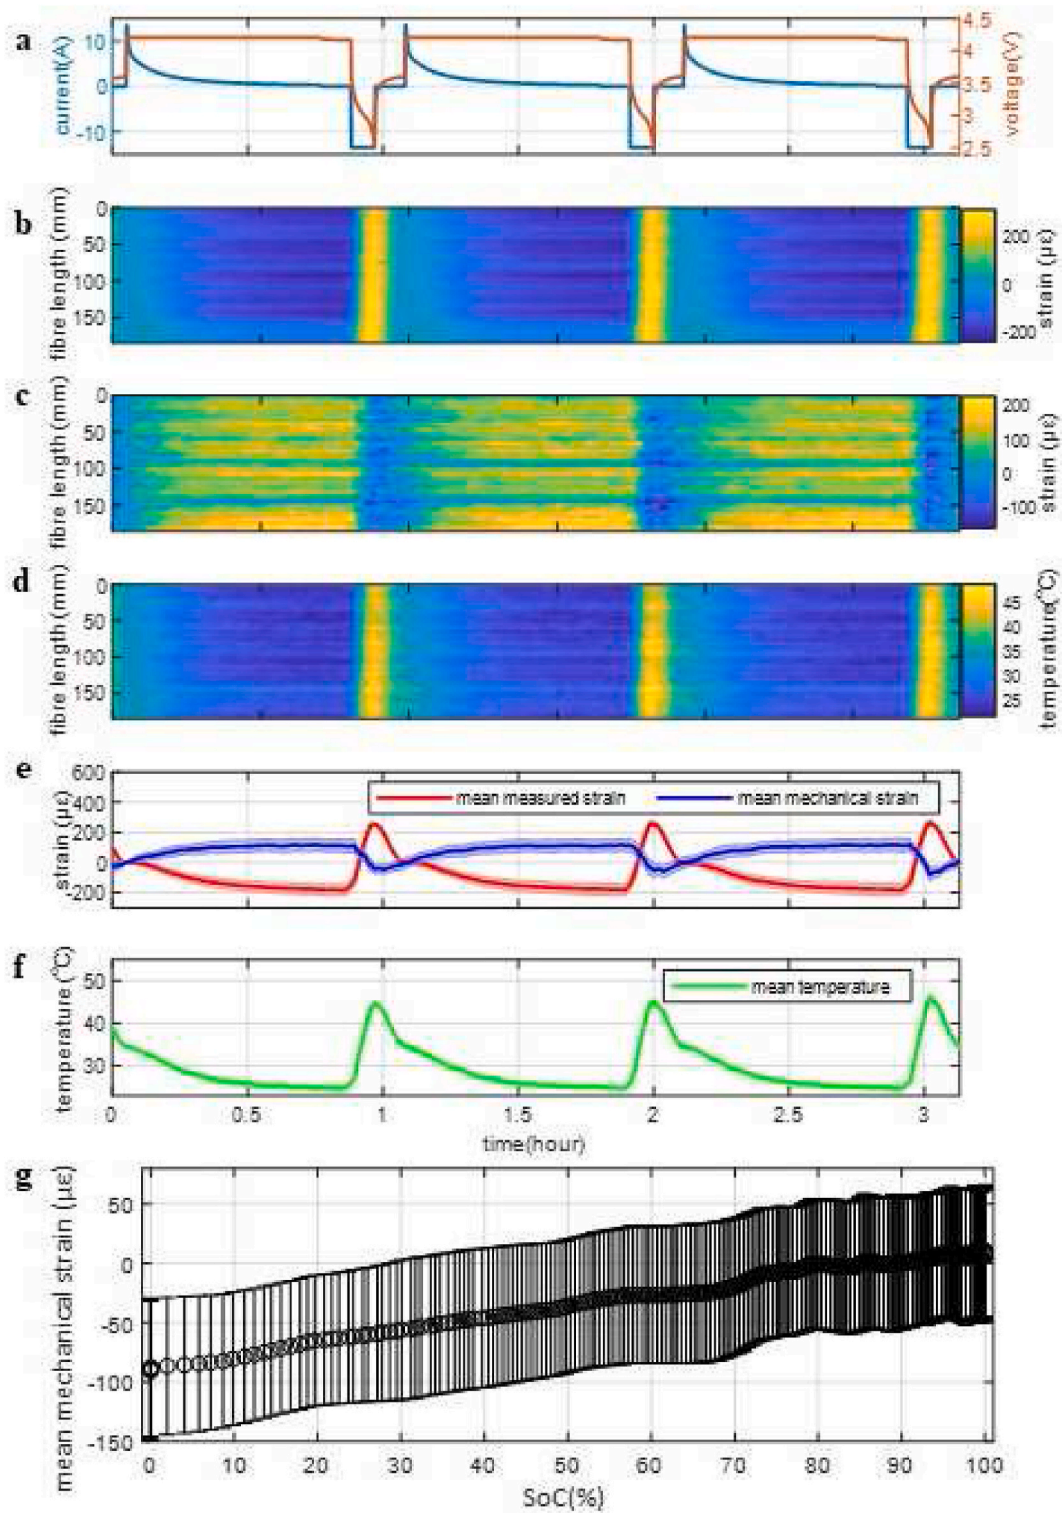 a
current(A)
10
0
-10
4.5
4
3.5
3
2.5
voltage(V)
b
fibre length (mm)
0
50
100
150
200
0
-200
strain (με)
c
fibre length (mm)
0
50
100
150
200
100
0
-100
strain (με)
d
fibre length (mm)
0
50
100
150
45
40
35
30
25
temperature(°C)
e
strain (με)
600
400
200
0
-200
mean measured strain
mean mechanical strain
f
temperature (°C)
50
40
30
mean temperature
0 0.5 1 1.5 2 2.5 3
time(hour)
g
mean mechanical strain (με)
50
0
-50
-100
-150
0 10 20 30 40 50 60 70 80 90 100
SoC(%)